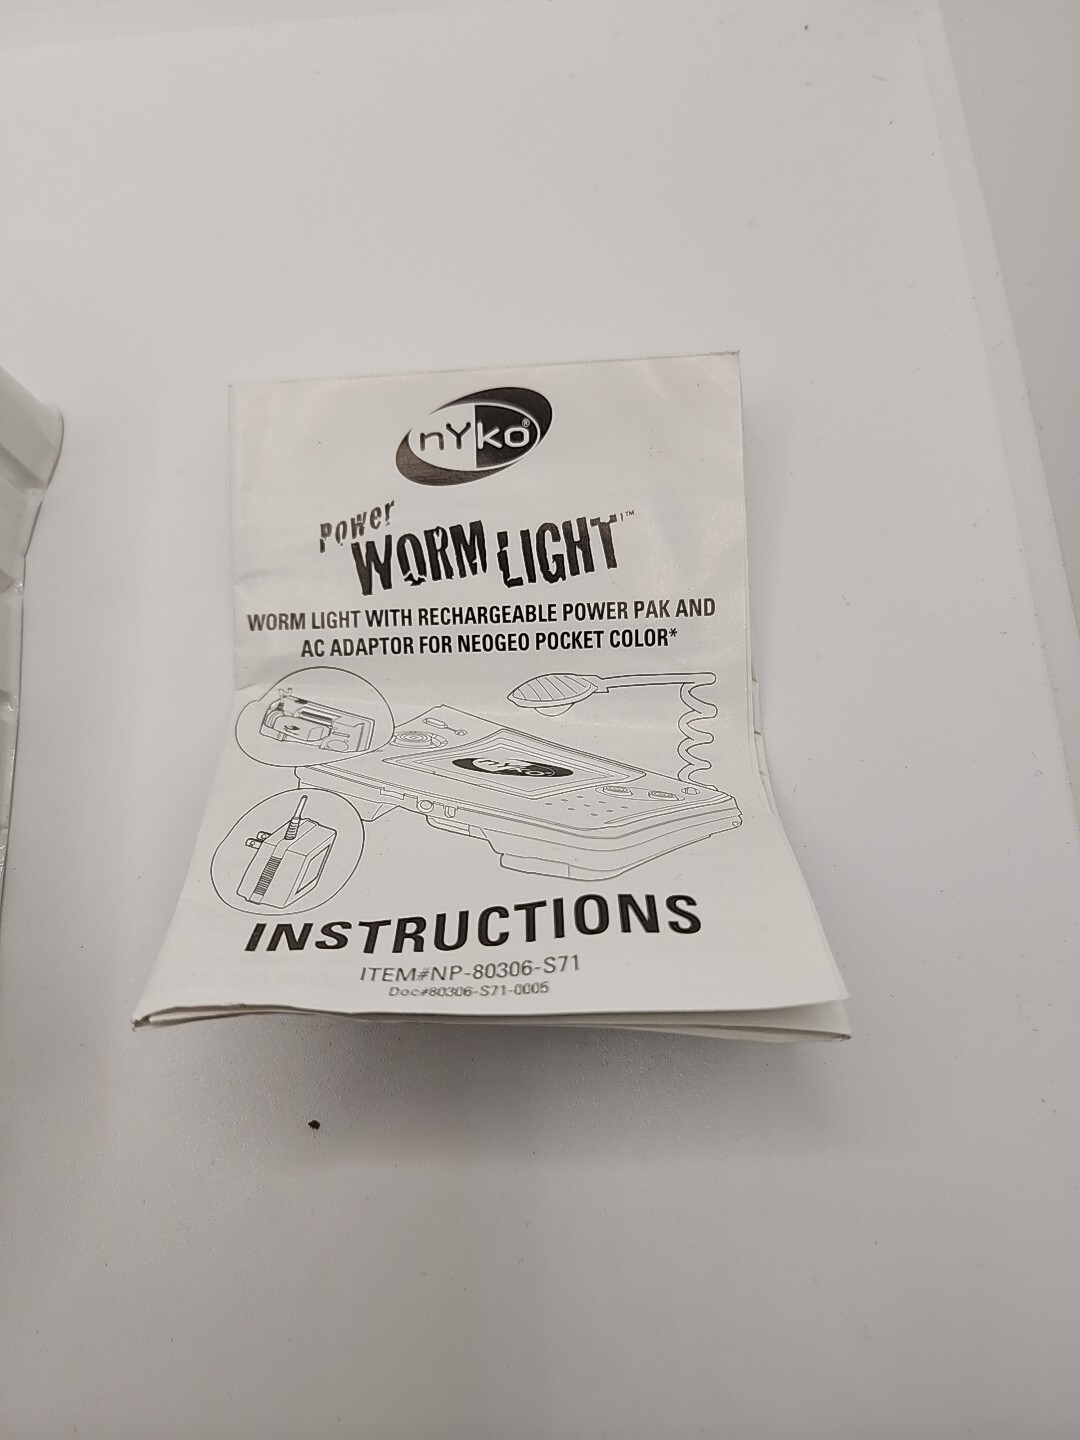 nYko®
Power
WORM LIGHT™
WORM LIGHT WITH RECHARGEABLE POWER PAK AND
AC ADAPTOR FOR NEOGEO POCKET COLOR*
nYko
INSTRUCTIONS
ITEM#NP-80306-S71
Doc#80306-S71-0005